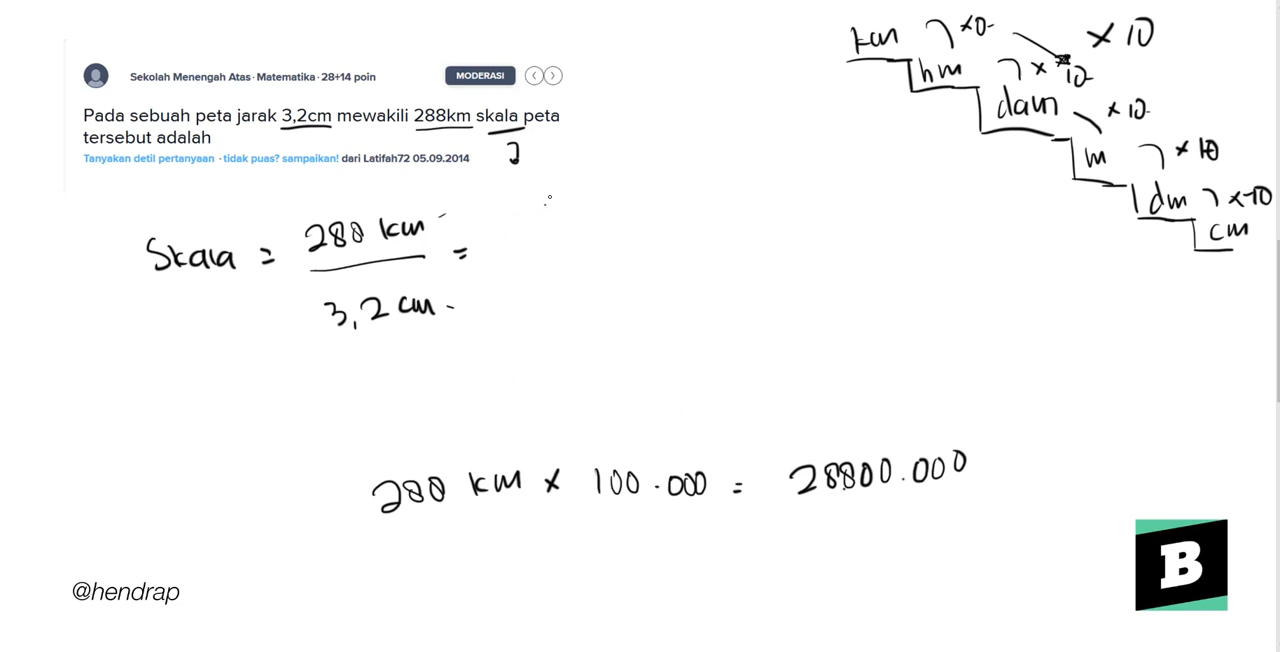 Sekolah Menengah Atas · Matematika · 28+14 poin
MODERASI
Pada sebuah peta jarak 3,2cm mewakili 288km skala peta
tersebut adalah
Tanyakan detil pertanyaan · tidak puas? sampaikan! dari Latifah72 05.09.2014
?
km ×10
× 10
hm × 10
dam × 10
m × 10
dm × 10
cm
Skala = 288 km =
3,2 cm
288 km × 100.000 = 28800.000
@hendrap
B